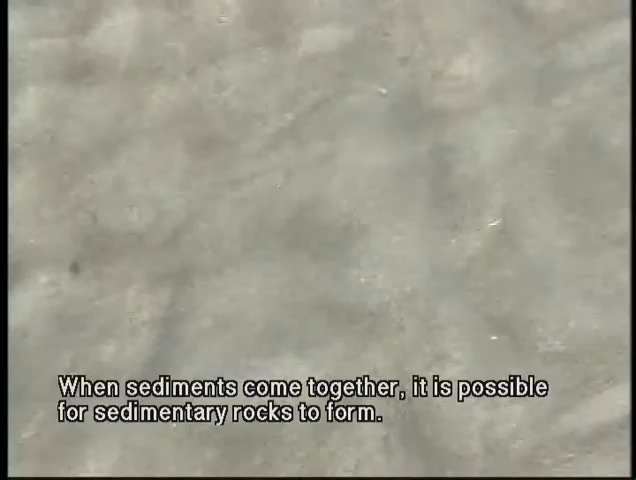 When sediments come together, it is possible
for sedimentary rocks to form.